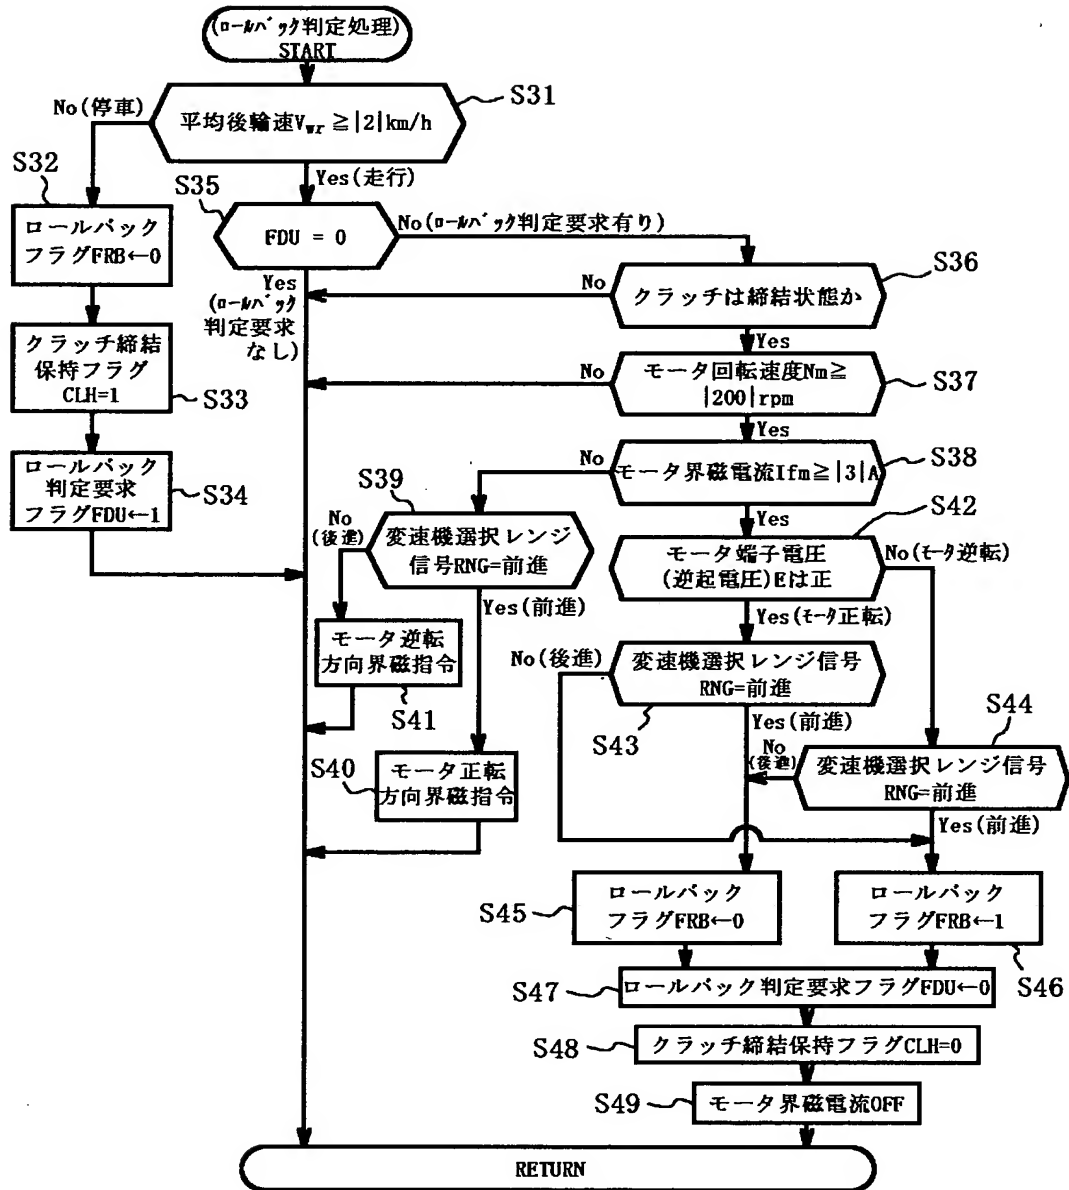 (ロールバック判定処理)
START
S31
No(停車)
平均後輪速Vwr≧|2|km/h
Yes(走行)
S32
ロールバック
フラグFRB←0
S35
FDU = 0
No(ロールバック判定要求有り)
Yes
(ロールバック
判定要求
なし)
S36
クラッチは締結状態か
No
Yes
クラッチ締結
保持フラグ
CLH=1
S33
モータ回転速度Nm≧
|200|rpm
S37
No
Yes
ロールバック
判定要求
フラグFDU←1
S34
モータ界磁電流Ifm≧|3|A
S38
No
Yes
S39
変速機選択レンジ
信号RNG=前進
No
(後進)
Yes(前進)
S42
モータ端子電圧
(逆起電圧)Eは正
No(モータ逆転)
Yes(モータ正転)
モータ逆転
方向界磁指令
S41
No(後進)
変速機選択レンジ信号
RNG=前進
S43
Yes(前進)
S44
No
(後進)
変速機選択レンジ信号
RNG=前進
Yes(前進)
S40
モータ正転
方向界磁指令
S45
ロールバック
フラグFRB←0
ロールバック
フラグFRB←1
S46
S47
ロールバック判定要求フラグFDU←0
S48
クラッチ締結保持フラグCLH=0
S49
モータ界磁電流OFF
RETURN